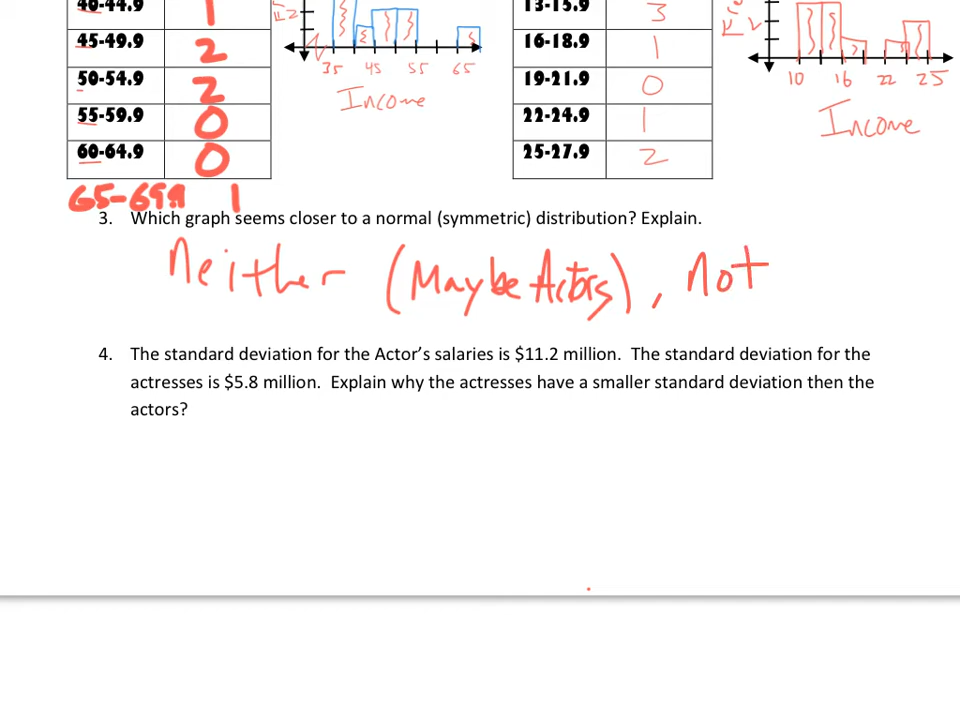 40-44.9 1 13-15.9 3
45-49.9 2 16-18.9 1
35 45 55 65 10 16 22 25
50-54.9 2 Income 19-21.9 0
55-59.9 0 22-24.9 1 Income
60-64.9 0 25-27.9 2
65-69.9 1
3. Which graph seems closer to a normal (symmetric) distribution? Explain.
Neither (Maybe Actors), not
4. The standard deviation for the Actor's salaries is $11.2 million. The standard deviation for the
actresses is $5.8 million. Explain why the actresses have a smaller standard deviation then the
actors?